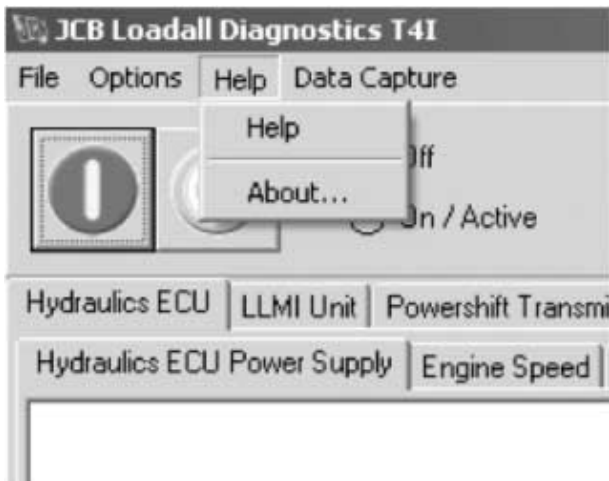 JCB Loadall Diagnostics T4I
File Options Help Data Capture
Help
About...
On / Active
Hydraulics ECU LLMI Unit Powershift
Hydraulics ECU Power Supply Engine Speed